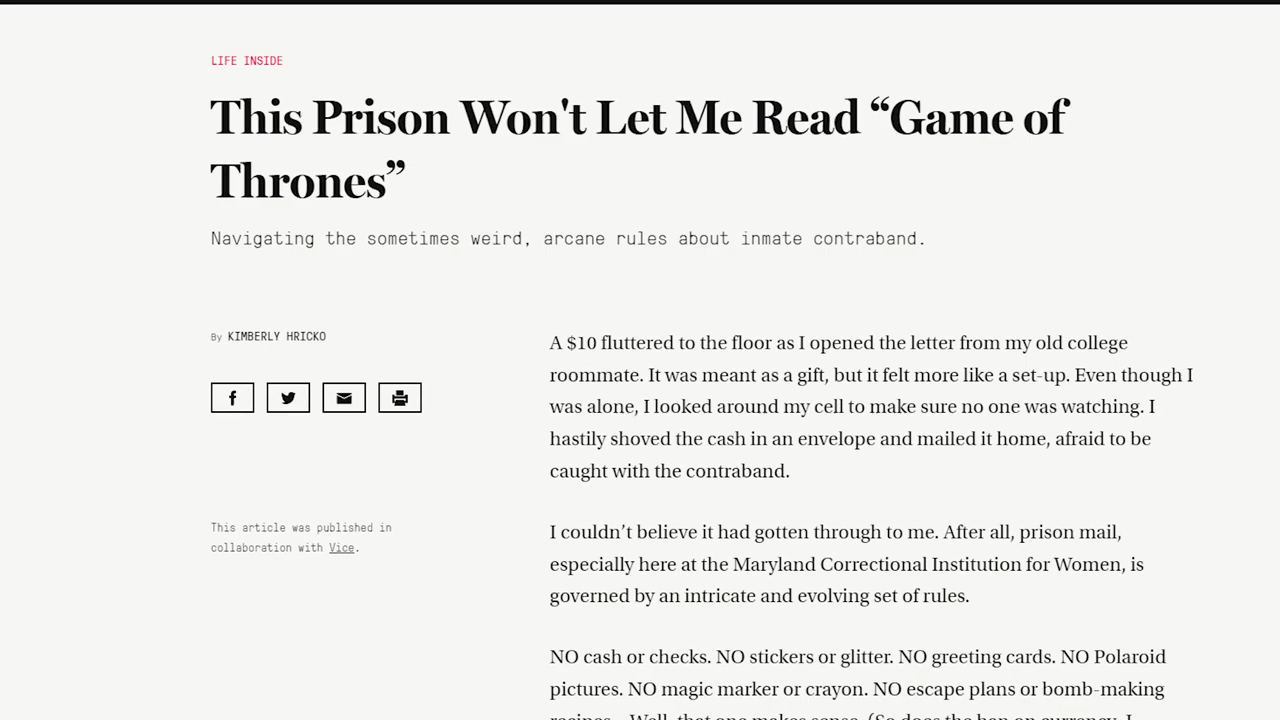 LIFE INSIDE
This Prison Won't Let Me Read “Game of
Thrones”
Navigating the sometimes weird, arcane rules about inmate contraband.
By KIMBERLY HRICKO
A $10 fluttered to the floor as I opened the letter from my old college
roommate. It was meant as a gift, but it felt more like a set-up. Even though I
was alone, I looked around my cell to make sure no one was watching. I
hastily shoved the cash in an envelope and mailed it home, afraid to be
caught with the contraband.
This article was published in
collaboration with Vice.
I couldn’t believe it had gotten through to me. After all, prison mail,
especially here at the Maryland Correctional Institution for Women, is
governed by an intricate and evolving set of rules.
NO cash or checks. NO stickers or glitter. NO greeting cards. NO Polaroid
pictures. NO magic marker or crayon. NO escape plans or bomb-making
recipes. Well, that one makes sense. (So does the ban on currency, I